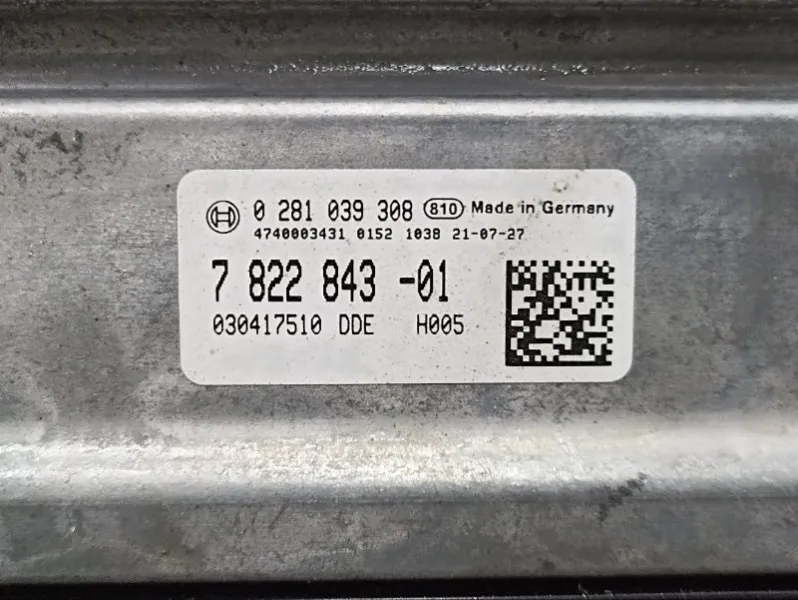 0 281 039 308 810 Made in Germany
4740003431 0152 1038 21-07-27
7 822 843 -01
030417510 DDE H005